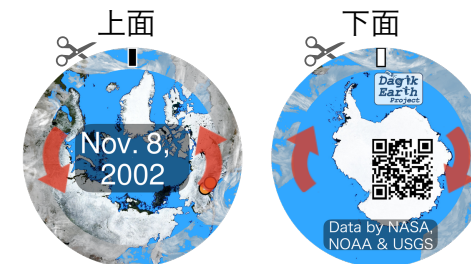 上面
下面
Nov. 8,
2002
Dagik
Earth
Project
Data by NASA,
NOAA & USGS